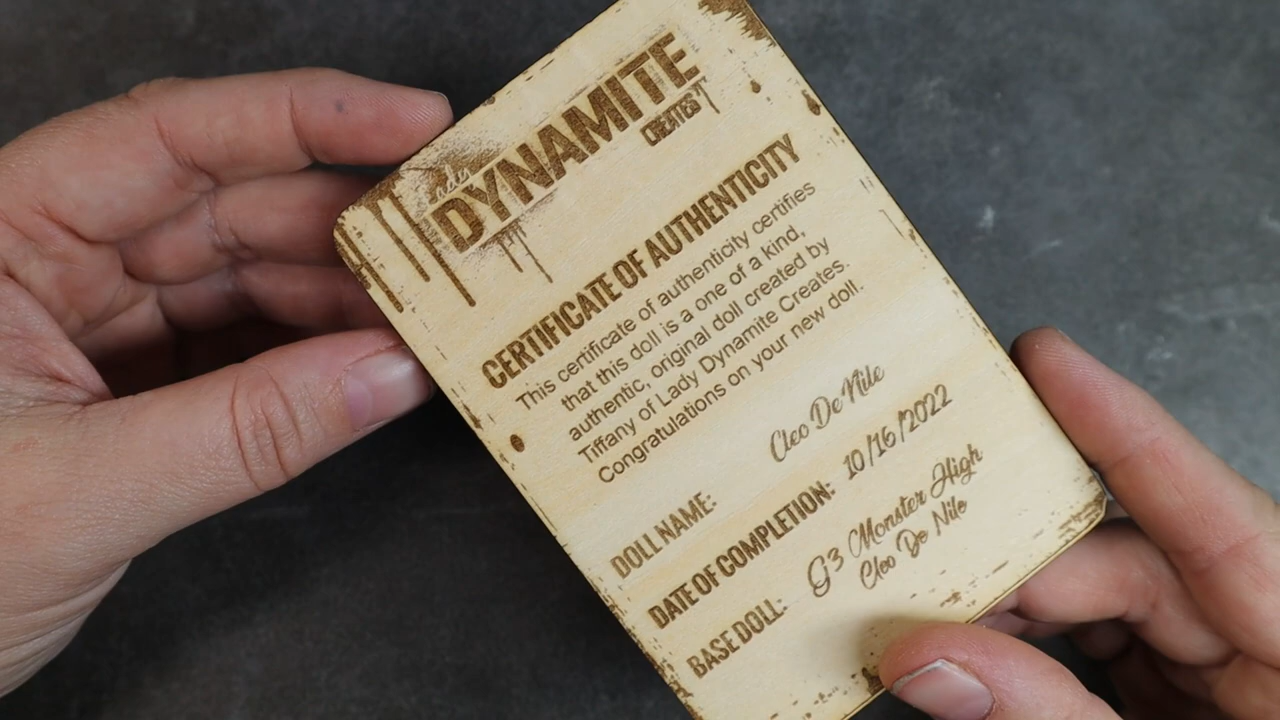 Lady
DYNAMITE
CREATES
CERTIFICATE OF AUTHENTICITY
This certificate of authenticity certifies
that this doll is a one of a kind,
authentic, original doll created by
Tiffany of Lady Dynamite Creates.
Congratulations on your new doll.
DOLL NAME: Cleo De Nile
DATE OF COMPLETION: 10/16/2022
BASE DOLL: G3 Monster High
Cleo De Nile